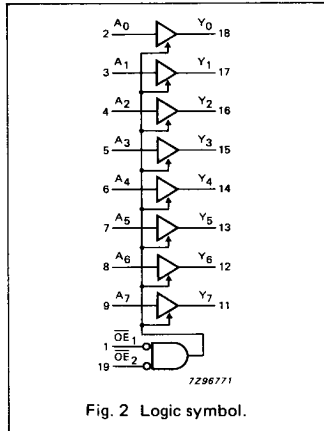 2 A0 Y0 18
3 A1 Y1 17
4 A2 Y2 16
5 A3 Y3 15
6 A4 Y4 14
7 A5 Y5 13
8 A6 Y6 12
9 A7 Y7 11
1 OE1
19 OE2
7Z96771
Fig. 2 Logic symbol.